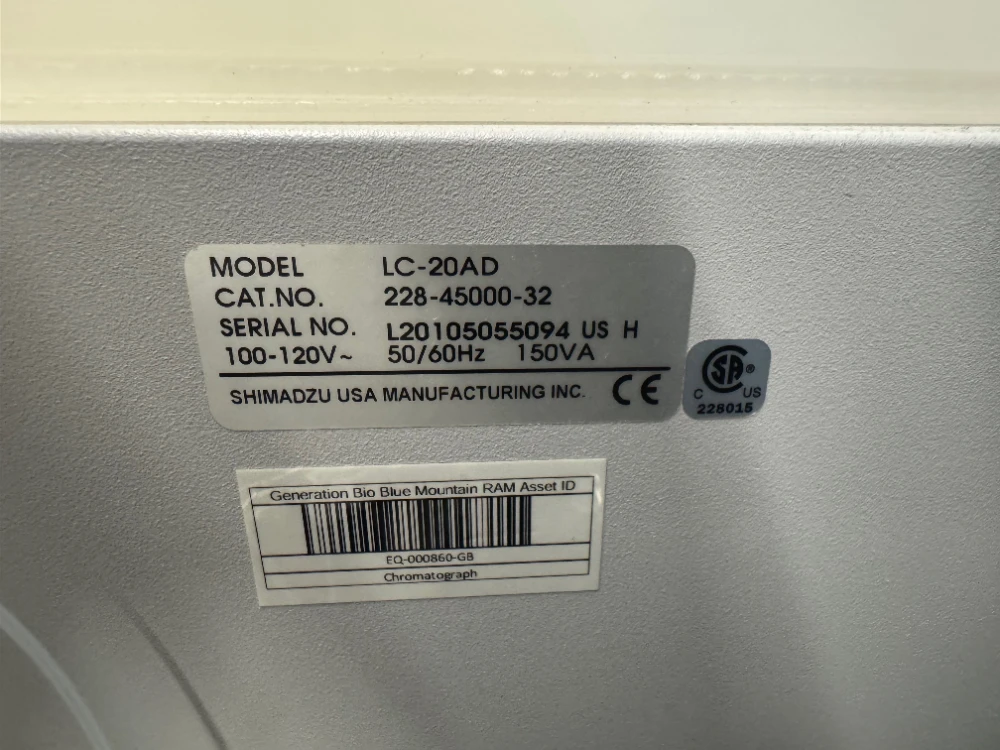 MODEL LC-20AD
CAT.NO. 228-45000-32
SERIAL NO. L20105055094 US H
100-120V~ 50/60Hz 150VA
SHIMADZU USA MANUFACTURING INC. CE
SA ®
C US
228015
Generation Bio Blue Mountain RAM Asset ID
EQ-000860-GB
Chromatograph